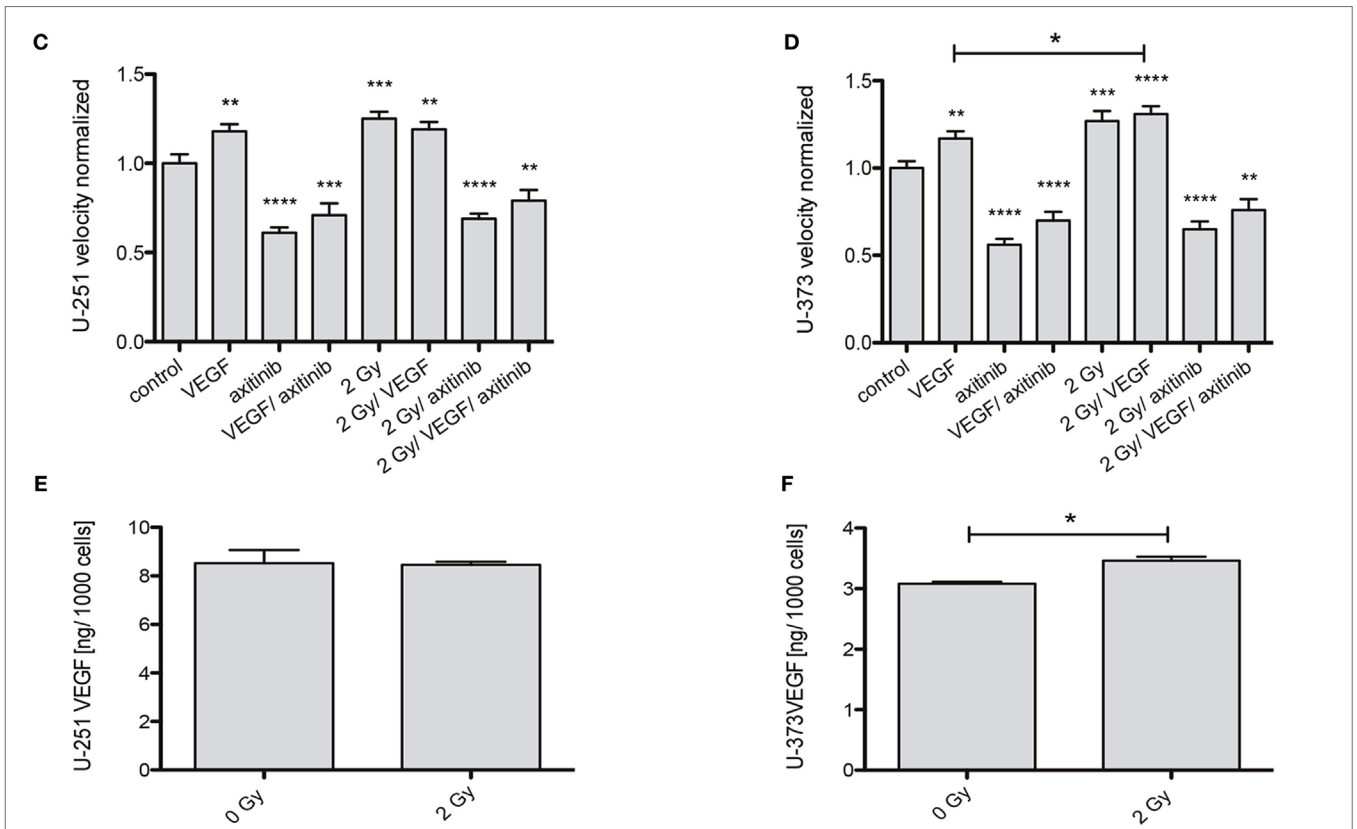 C
U-251 velocity normalized
1.5
1.0
0.5
0.0
**
****
***
***
**
****
**
control
VEGF
axitinib
VEGF/ axitinib
2 Gy
2 Gy/ VEGF
2 Gy/ axitinib
2 Gy/ VEGF/ axitinib
D
U-373 velocity normalized
*
1.5
1.0
0.5
0.0
**
****
****
***
****
****
**
control
VEGF
axitinib
VEGF/ axitinib
2 Gy
2 Gy/ VEGF
2 Gy/ axitinib
2 Gy/ VEGF/ axitinib
E
U-251 VEGF [ng/ 1000 cells]
10
8
6
4
2
0
0 Gy
2 Gy
F
U-373VEGF [ng/ 1000 cells]
*
4
3
2
1
0
0 Gy
2 Gy